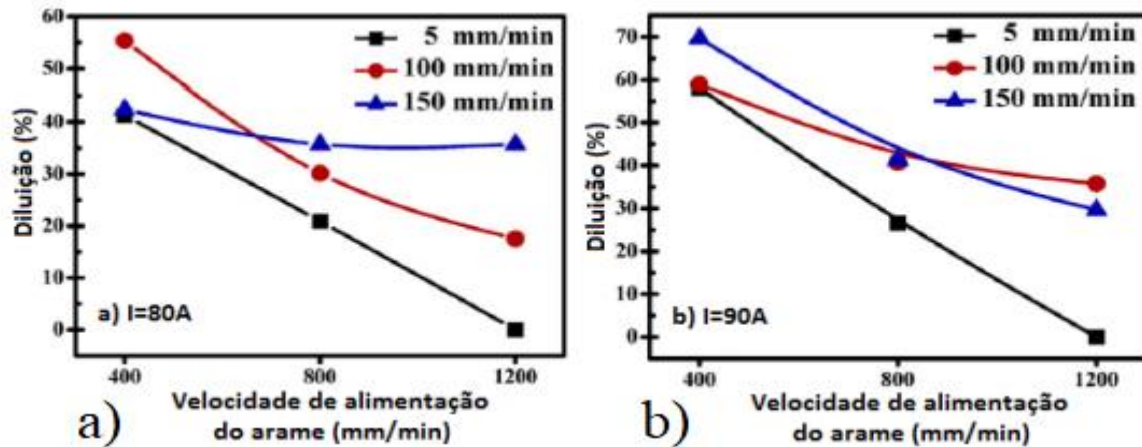 60
50
40
30
20
10
0
Diluição (%)
5 mm/min
100 mm/min
150 mm/min
a) I=80A
400 800 1200
Velocidade de alimentação
do arame (mm/min)
a)
70
60
50
40
30
20
10
0
Diluição (%)
5 mm/min
100 mm/min
150 mm/min
b) I=90A
400 800 1200
Velocidade de alimentação
do arame (mm/min)
b)